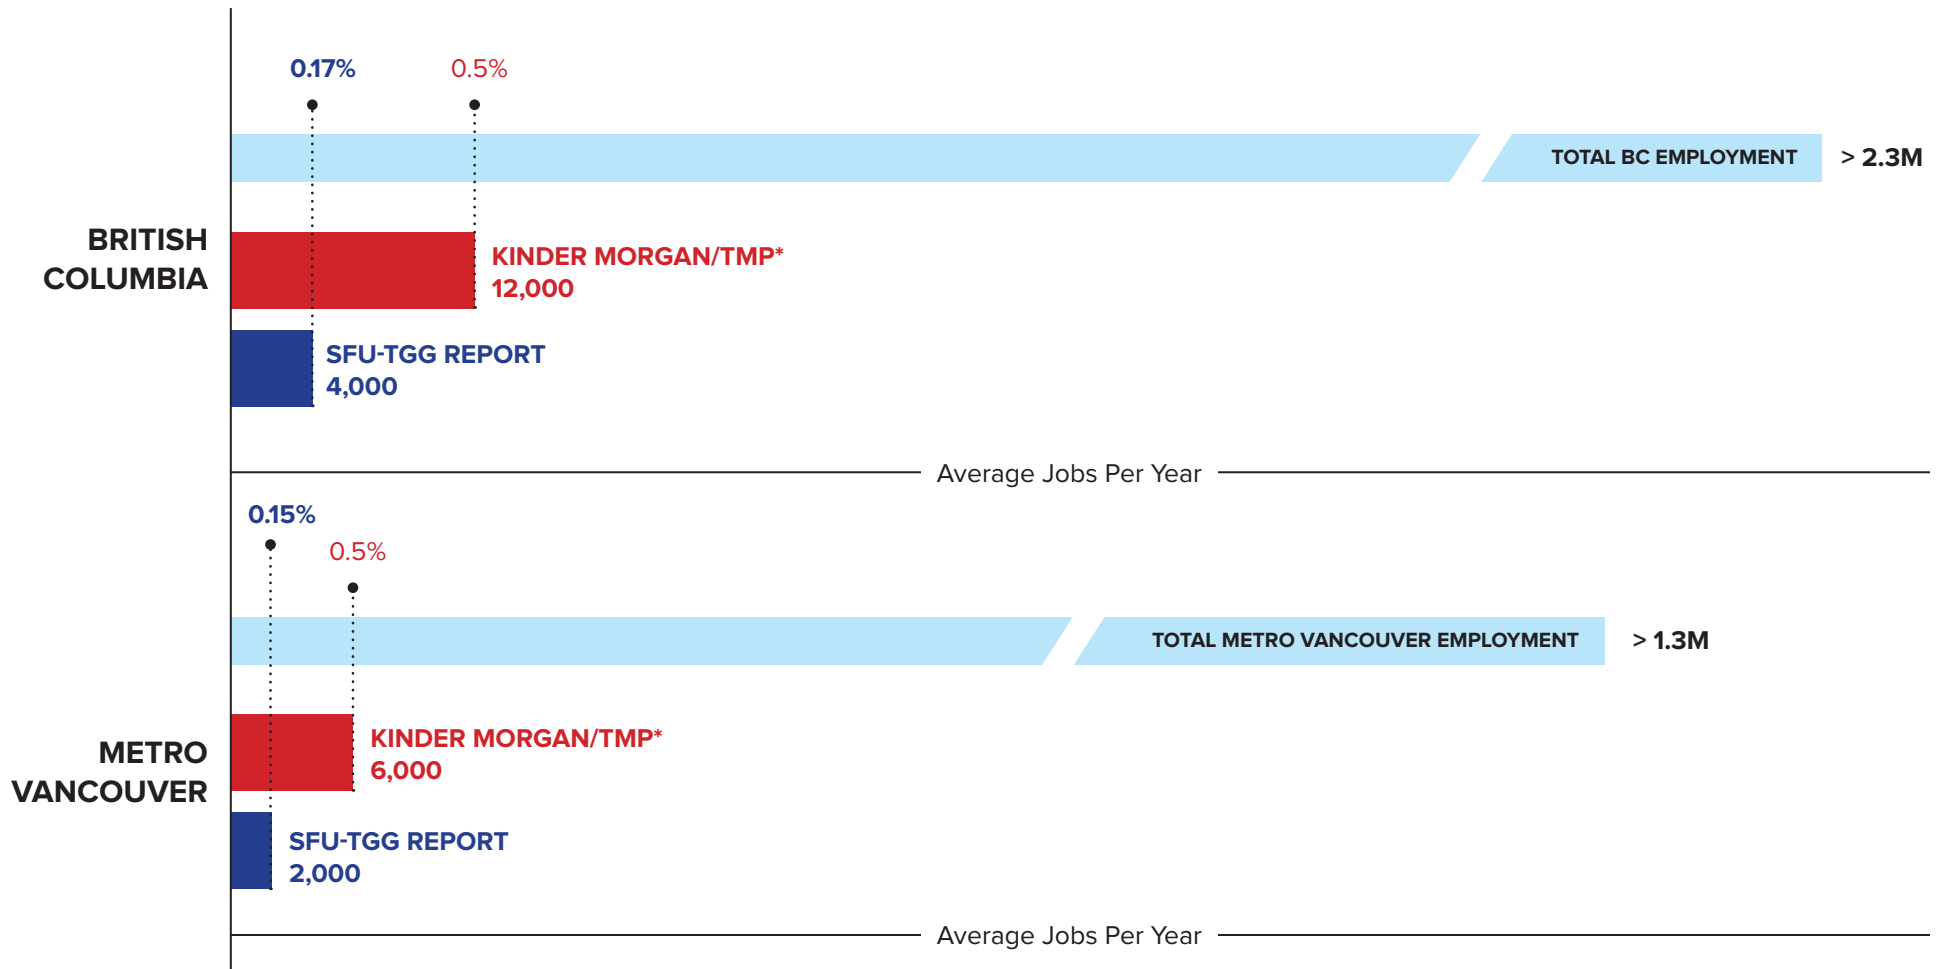 0.17%
0.5%
TOTAL BC EMPLOYMENT
> 2.3M
BRITISH
COLUMBIA
KINDER MORGAN/TMP*
12,000
SFU-TGG REPORT
4,000
Average Jobs Per Year
0.15%
0.5%
TOTAL METRO VANCOUVER EMPLOYMENT
> 1.3M
METRO
VANCOUVER
KINDER MORGAN/TMP*
6,000
SFU-TGG REPORT
2,000
Average Jobs Per Year